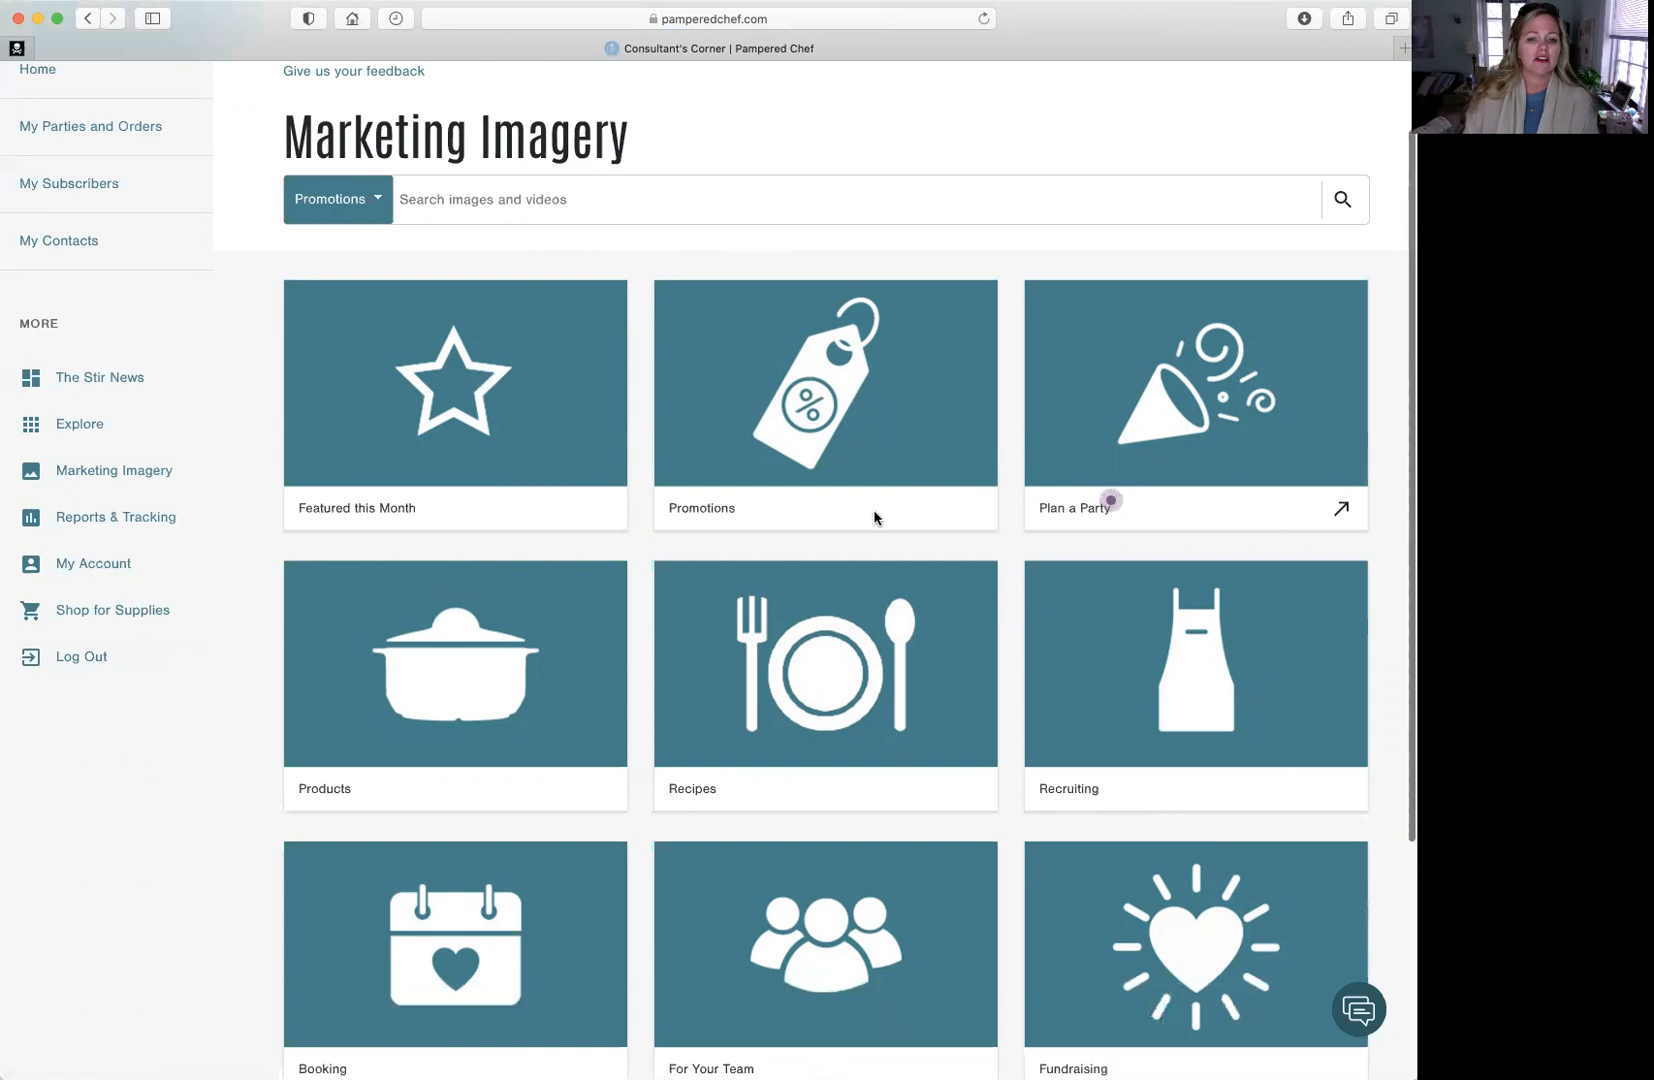 pamperedchef.com
Consultant's Corner | Pampered Chef
Home
My Parties and Orders
My Subscribers
My Contacts
MORE
The Stir News
Explore
Marketing Imagery
Reports & Tracking
My Account
Shop for Supplies
Log Out
Give us your feedback
Marketing Imagery
Promotions
Search images and videos
%
Featured this Month
Promotions
Plan a Party
Products
Recipes
Recruiting
Booking
For Your Team
Fundraising